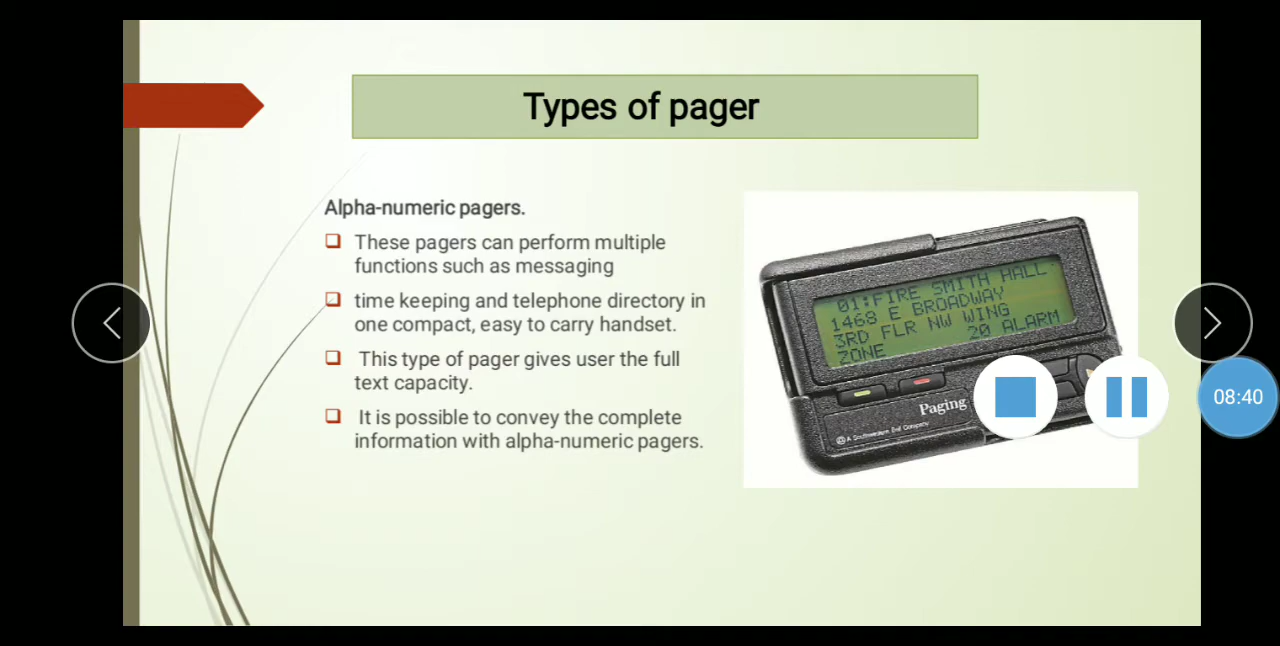 Types of pager
Alpha-numeric pagers.
These pagers can perform multiple
functions such as messaging
time keeping and telephone directory in
one compact, easy to carry handset.
This type of pager gives user the full
text capacity.
It is possible to convey the complete
information with alpha-numeric pagers.
01:FIRE SMITH HALL
1468 E BROADWAY
3RD FLR NW WING
ZONE 20 ALARM
Paging
A Southwestern Bell Company
08:40